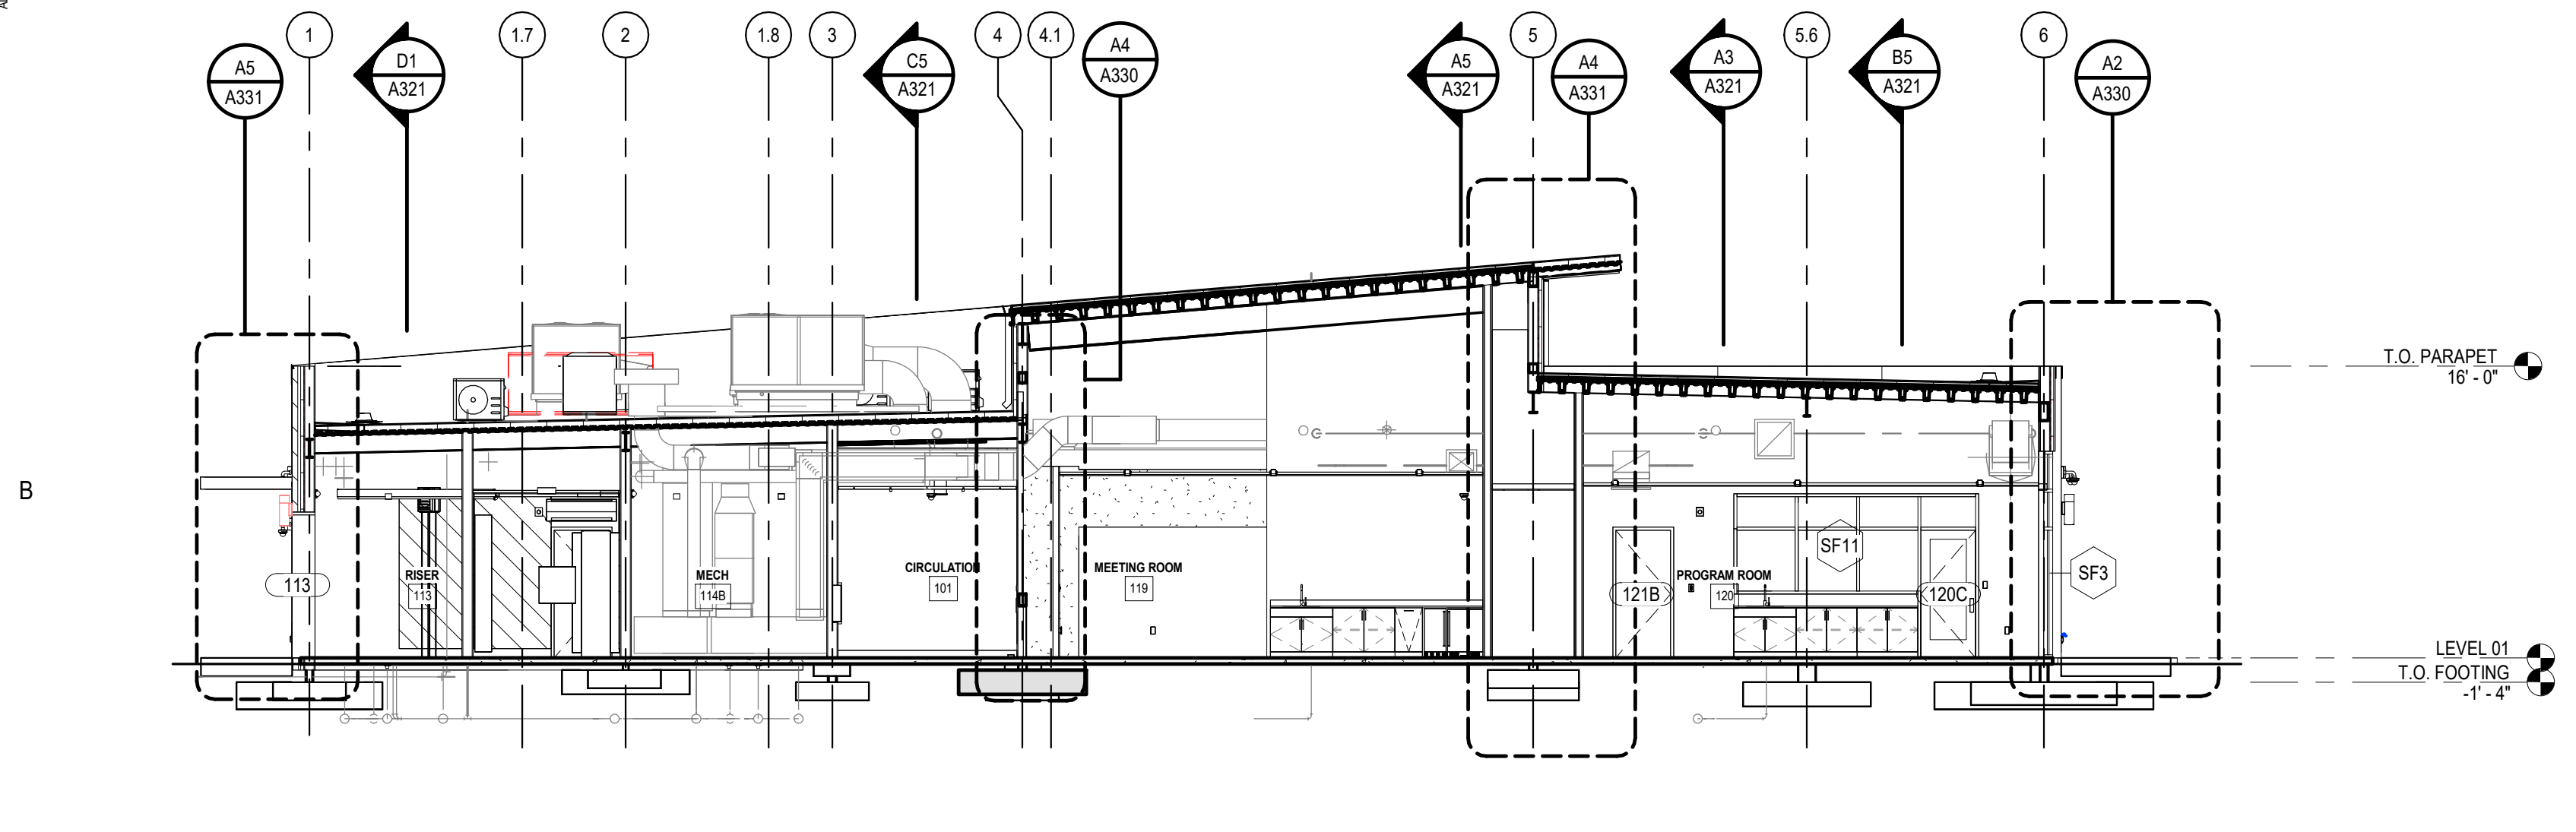 1
1.7
2
1.8
3
4
4.1
5
5.6
6
A5
A331
D1
A321
C5
A321
A4
A330
A5
A321
A4
A331
A3
A321
B5
A321
A2
A330
T.O. PARAPET
16' - 0"
B
SF11
SF3
113
RISER
113
MECH
114B
CIRCULATION
101
MEETING ROOM
119
121B
PROGRAM ROOM
120
120C
LEVEL 01
T.O. FOOTING
-1' - 4"